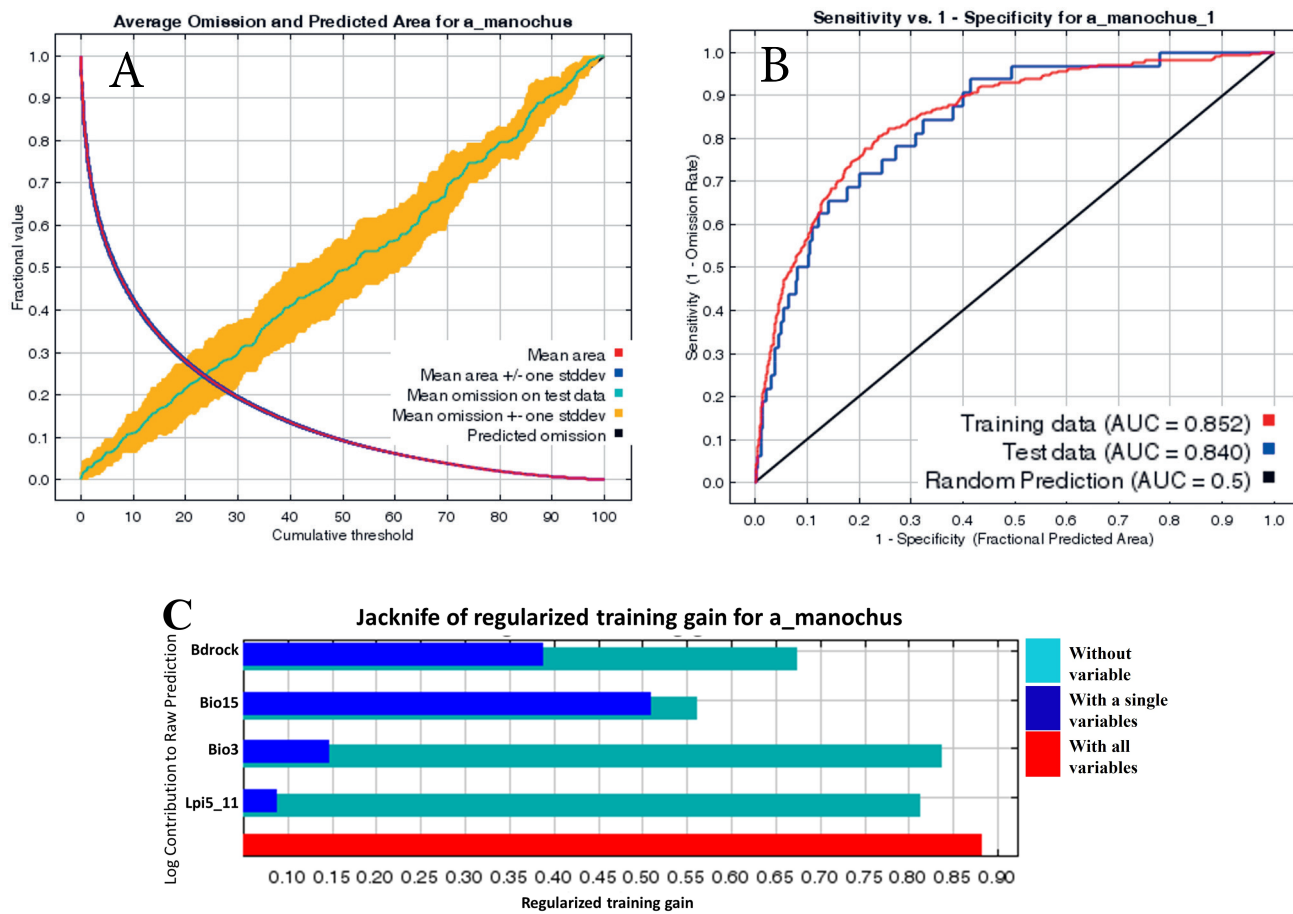 Average Omission and Predicted Area for a_manochus
A
Fractional value
1.0
0.9
0.8
0.7
0.6
0.5
0.4
0.3
0.2
0.1
0.0
Mean area
Mean area +/- one stddev
Mean omission on test data
Mean omission +- one stddev
Predicted omission
0 10 20 30 40 50 60 70 80 90 100
Cumulative threshold
Sensitivity vs. 1 - Specificity for a_manochus_1
B
Sensitivity (1 - Omission Rate)
1.0
0.9
0.8
0.7
0.6
0.5
0.4
0.3
0.2
0.1
0.0
Training data (AUC = 0.852)
Test data (AUC = 0.840)
Random Prediction (AUC = 0.5)
0.0 0.1 0.2 0.3 0.4 0.5 0.6 0.7 0.8 0.9 1.0
1 - Specificity (Fractional Predicted Area)
C
Jacknife of regularized training gain for a_manochus
Log Contribution to Raw Prediction
Bdrock
Bio15
Bio3
Lpi5_11
Without
variable
With a single
variables
With all
variables
0.10 0.15 0.20 0.25 0.30 0.35 0.40 0.45 0.50 0.55 0.60 0.65 0.70 0.80 0.80 0.85 0.90
Regularized training gain